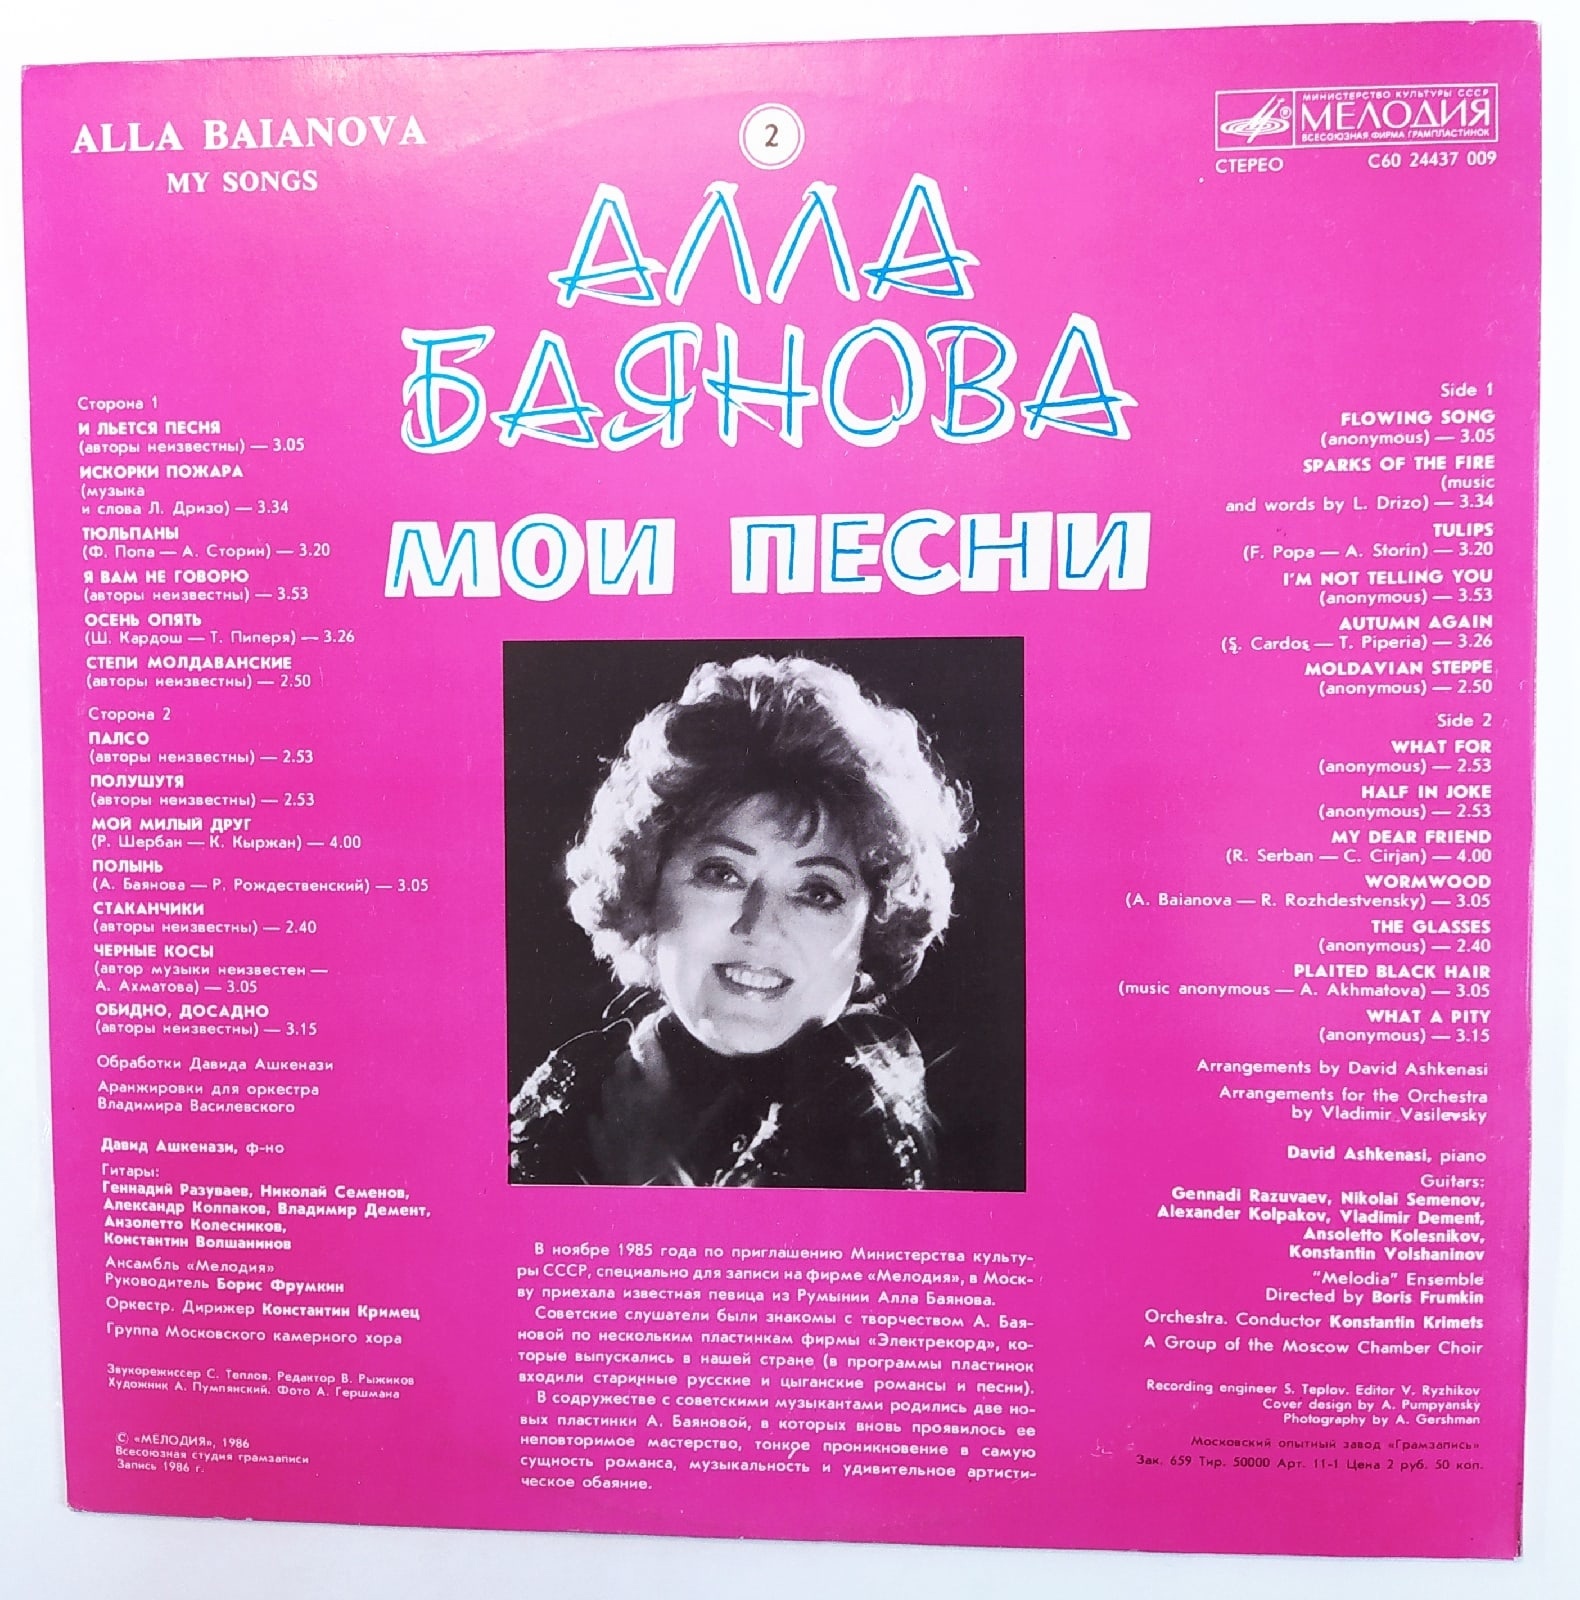 ALLA BAIANOVA
MY SONGS
2
МИНИСТЕРСТВО КУЛЬТУРЫ СССР
МЕЛОДИЯ
ВСЕСОЮЗНАЯ ФИРМА ГРАМПЛАСТИНОК
СТЕРЕО
С60 24437 009
АЛЛА
БАЯНОВА
МОИ ПЕСНИ
Сторона 1
И ЛЬЕТСЯ ПЕСНЯ
(авторы неизвестны) — 3.05
ИСКОРКИ ПОЖАРА
(музыка
и слова Л. Дризо) — 3.34
ТЮЛЬПАНЫ
(Ф. Попа — А. Сторин) — 3.20
Я ВАМ НЕ ГОВОРЮ
(авторы неизвестны) — 3.53
ОСЕНЬ ОПЯТЬ
(Ш. Кардош — Т. Пиперя) — 3.26
СТЕПИ МОЛДАВАНСКИЕ
(авторы неизвестны) — 2.50
Сторона 2
ПАЛСО
(авторы неизвестны) — 2.53
ПОЛУШУТЯ
(авторы неизвестны) — 2.53
МОЙ МИЛЫЙ ДРУГ
(Р. Шербан — К. Кыржан) — 4.00
ПОЛЫНЬ
(А. Баянова — Р. Рождественский) — 3.05
СТАКАНЧИКИ
(авторы неизвестны) — 2.40
ЧЕРНЫЕ КОСЫ
(автор музыки неизвестен —
А. Ахматова) — 3.05
ОБИДНО, ДОСАДНО
(авторы неизвестны) — 3.15
Обработки Давида Ашкенази
Аранжировки для оркестра
Владимира Василевского
Давид Ашкенази, ф-но
Гитары:
Геннадий Разуваев, Николай Семенов,
Александр Колпаков, Владимир Демент,
Анзолетто Колесников,
Константин Волшанинов
Ансамбль «Мелодия»
Руководитель Борис Фрумкин
Оркестр. Дирижер Константин Кримец
Группа Московского камерного хора
Звукорежиссер С. Теплов. Редактор В. Рыжиков
Художник А. Пумпянский. Фото А. Гершмана
© «МЕЛОДИЯ», 1986
Всесоюзная студия грамзаписи
Запись 1986 г.
В ноябре 1985 года по приглашению Министерства культу-
ры СССР, специально для записи на фирме «Мелодия», в Моск-
ву приехала известная певица из Румынии Алла Баянова.
Советские слушатели были знакомы с творчеством А. Бая-
новой по нескольким пластинкам фирмы «Электрекорд», ко-
торые выпускались в нашей стране (в программы пластинок
входили старинные русские и цыганские романсы и песни).
В содружестве с советскими музыкантами родились две но-
вых пластинки А. Баяновой, в которых вновь проявилось ее
неповторимое мастерство, тонкое проникновение в самую
сущность романса, музыкальность и удивительное артисти-
ческое обаяние.
Side 1
FLOWING SONG
(anonymous) — 3.05
SPARKS OF THE FIRE
(music
and words by L. Drizo) — 3.34
TULIPS
(F. Popa — A. Storin) — 3.20
I'M NOT TELLING YOU
(anonymous) — 3.53
AUTUMN AGAIN
(Ş. Cardoş — T. Piperia) — 3.26
MOLDAVIAN STEPPE
(anonymous) — 2.50
Side 2
WHAT FOR
(anonymous) — 2.53
HALF IN JOKE
(anonymous) — 2.53
MY DEAR FRIEND
(R. Serban — C. Cirjan) — 4.00
WORMWOOD
(A. Baianova — R. Rozhdestvensky) — 3.05
THE GLASSES
(anonymous) — 2.40
PLAITED BLACK HAIR
(music anonymous — A. Akhmatova) — 3.05
WHAT A PITY
(anonymous) — 3.15
Arrangements by David Ashkenasi
Arrangements for the Orchestra
by Vladimir Vasilevsky
David Ashkenasi, piano
Guitars:
Gennadi Razuvaev, Nikolai Semenov,
Alexander Kolpakov, Vladimir Dement,
Ansoletto Kolesnikov,
Konstantin Volshaninov
"Melodia" Ensemble
Directed by Boris Frumkin
Orchestra. Conductor Konstantin Krimets
A Group of the Moscow Chamber Choir
Recording engineer S. Teplov. Editor V. Ryzhikov
Cover design by A. Pumpyansky
Photography by A. Gershman
Московский опытный завод «Грамзапись»
Зак. 659 Тир. 50000 Арт. 11-1 Цена 2 руб. 50 коп.